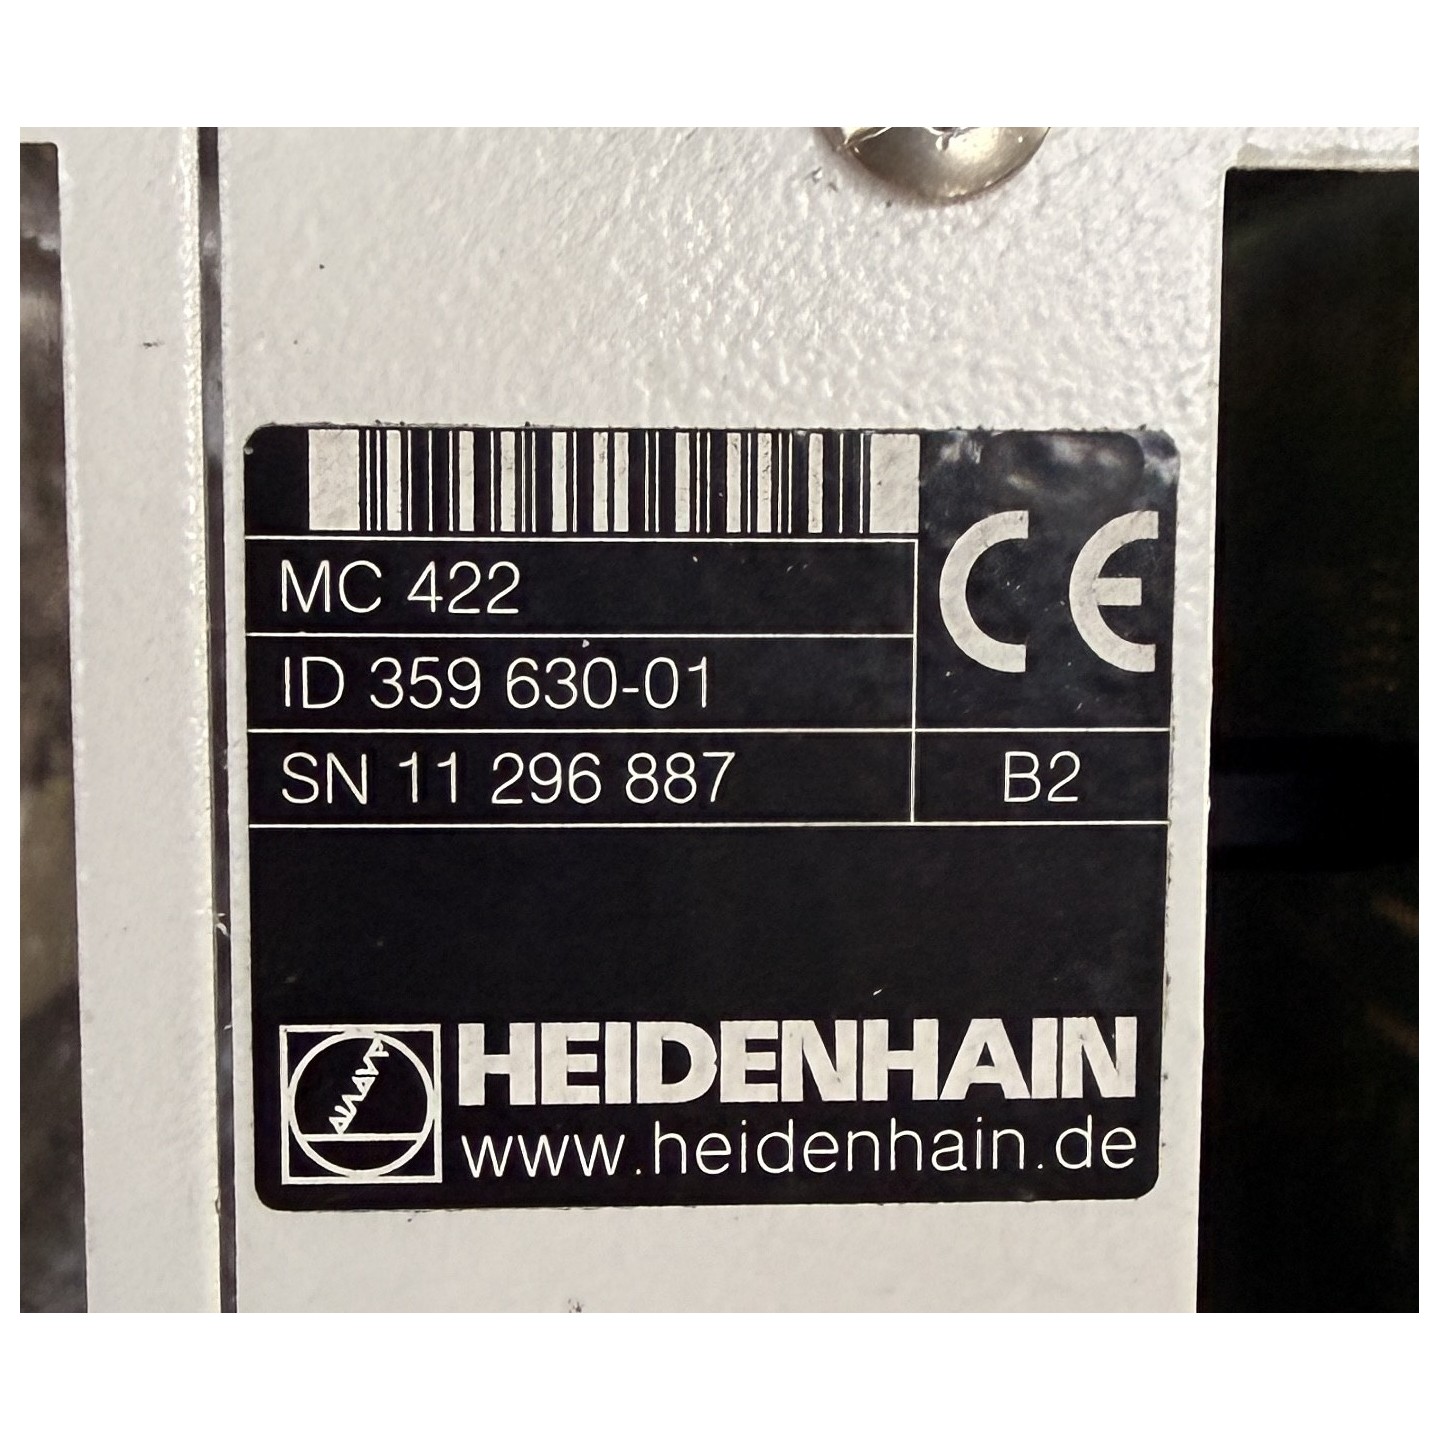 MC 422
CE
ID 359 630-01
SN 11 296 887
B2
HEIDENHAIN
www.heidenhain.de